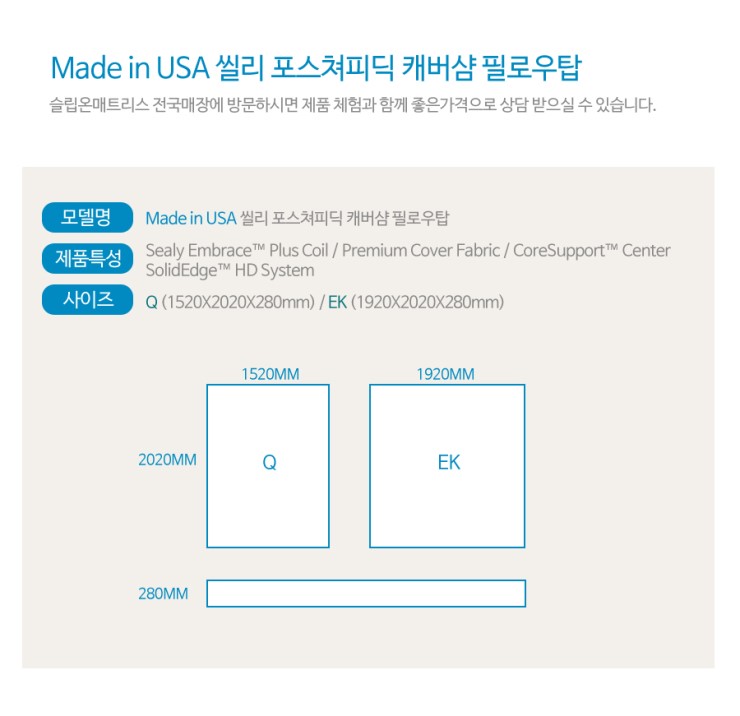 Made in USA 씰리 포스쳐피딕 캐버샴 필로우탑
슬립온매트리스 전국매장에 방문하시면 제품 체험과 함께 좋은가격으로 상담 받으실 수 있습니다.
모델명 Made in USA 씰리 포스쳐피딕 캐버샴 필로우탑
제품특성 Sealy Embrace™ Plus Coil / Premium Cover Fabric / CoreSupport™ Center
SolidEdge™ HD System
사이즈 Q (1520X2020X280mm) / EK (1920X2020X280mm)
1520MM 1920MM
2020MM Q EK
280MM